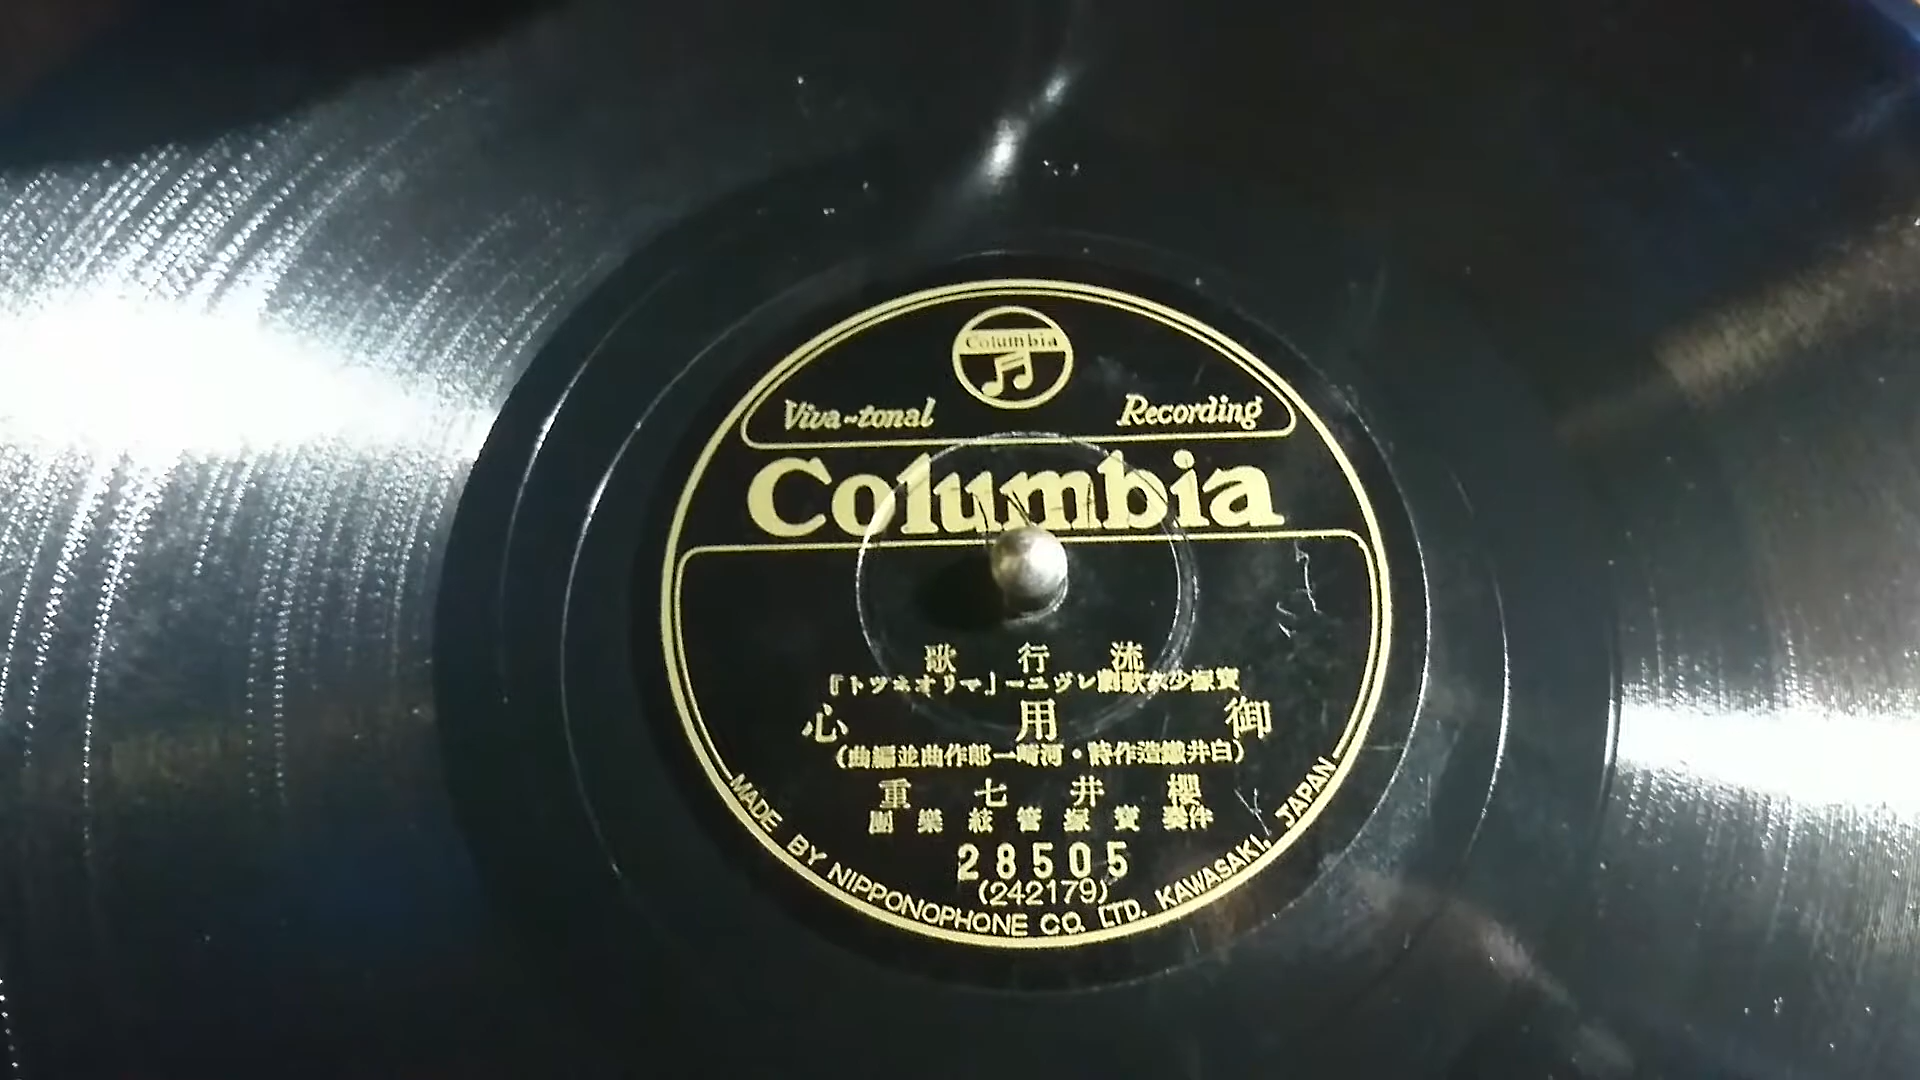 Columbia
Viva-tonal Recording
Columbia
流行歌
寶塚少女歌劇レヴユー『マリオネツト』
御用心
(白井鐵造作詩・河崎一郎作曲並編曲)
櫻井七重
伴奏 寶塚管絃樂團
28505
(242179)
MADE BY NIPPONOPHONE CO. LTD. KAWASAKI, JAPAN